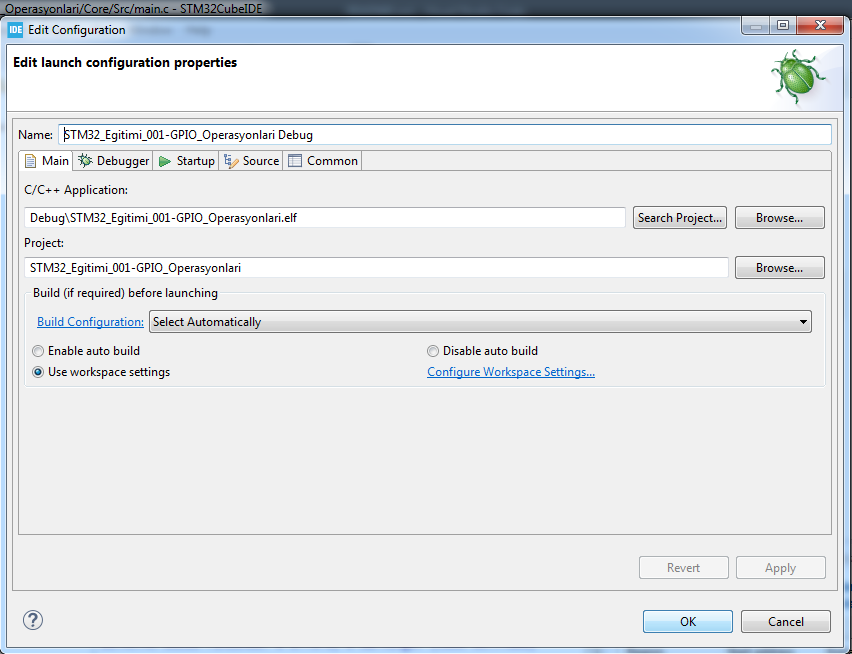 Operasyonlari/Core/Src/main.c - STM32CubeIDE
IDE Edit Configuration
Edit launch configuration properties
Name: STM32_Egitimi_001-GPIO_Operasyonlari Debug
Main Debugger Startup Source Common
C/C++ Application:
Debug\STM32_Egitimi_001-GPIO_Operasyonlari.elf Search Project... Browse...
Project:
STM32_Egitimi_001-GPIO_Operasyonlari Browse...
Build (if required) before launching
Build Configuration: Select Automatically
Enable auto build Disable auto build
Use workspace settings Configure Workspace Settings...
Revert Apply
? OK Cancel